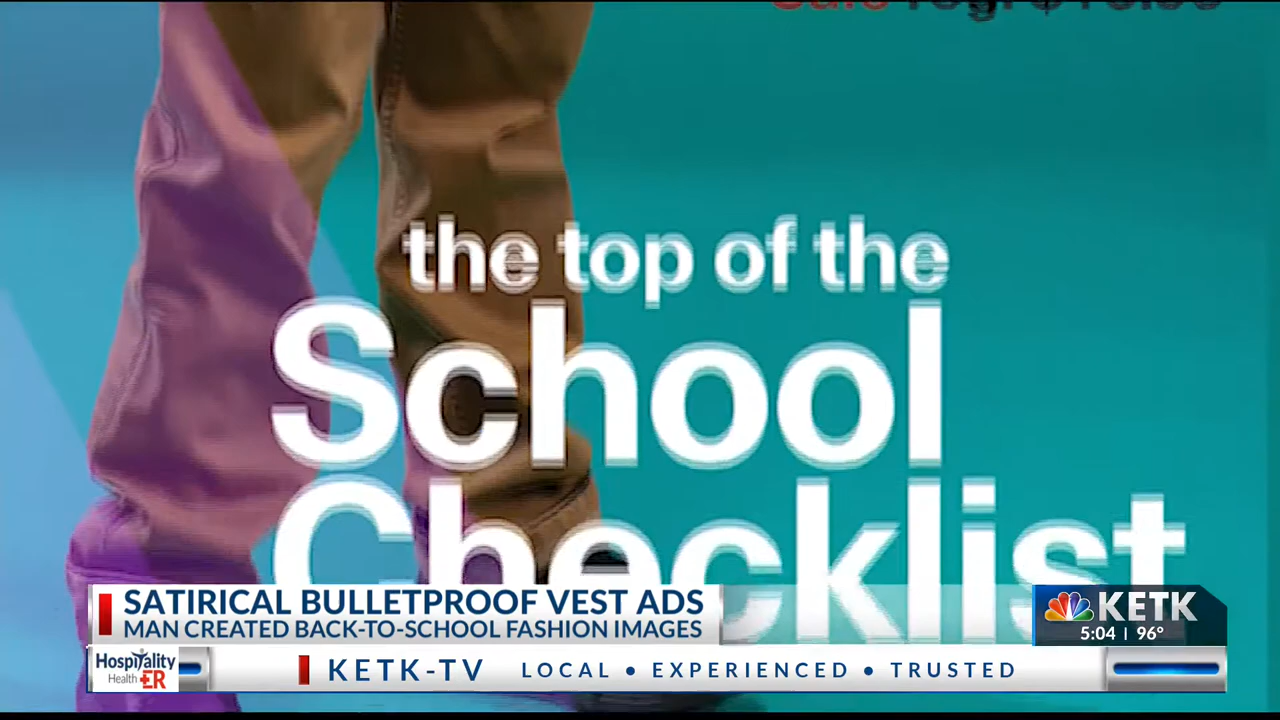 the top of the
School
Checklist
SATIRICAL BULLETPROOF VEST ADS
MAN CREATED BACK-TO-SCHOOL FASHION IMAGES
KETK
5:04 | 96°
Hospitality
Health ER
KETK-TV LOCAL • EXPERIENCED • TRUSTED